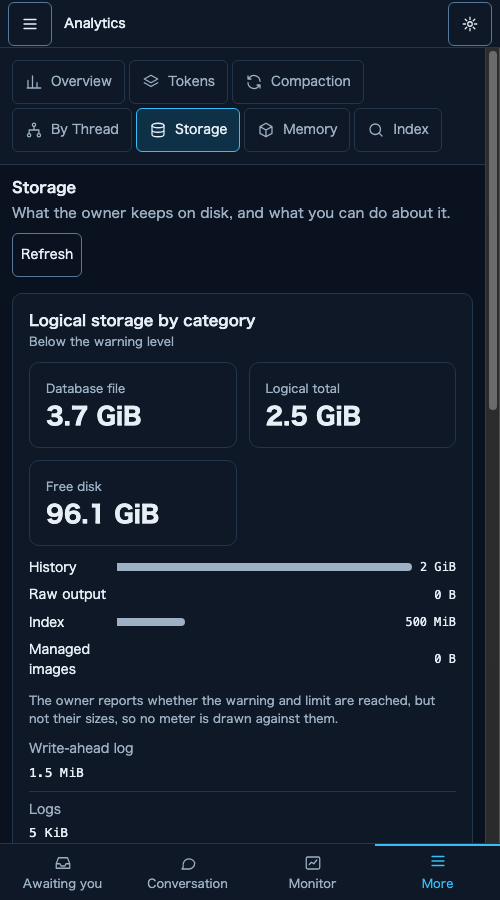 Analytics
Overview
Tokens
Compaction
By Thread
Storage
Memory
Index
Storage
What the owner keeps on disk, and what you can do about it.
Refresh
Logical storage by category
Below the warning level
Database file
3.7 GiB
Logical total
2.5 GiB
Free disk
96.1 GiB
History 2 GiB
Raw output 0 B
Index 500 MiB
Managed
images 0 B
The owner reports whether the warning and limit are reached, but
not their sizes, so no meter is drawn against them.
Write-ahead log
1.5 MiB
Logs
5 KiB
Awaiting you
Conversation
Monitor
More